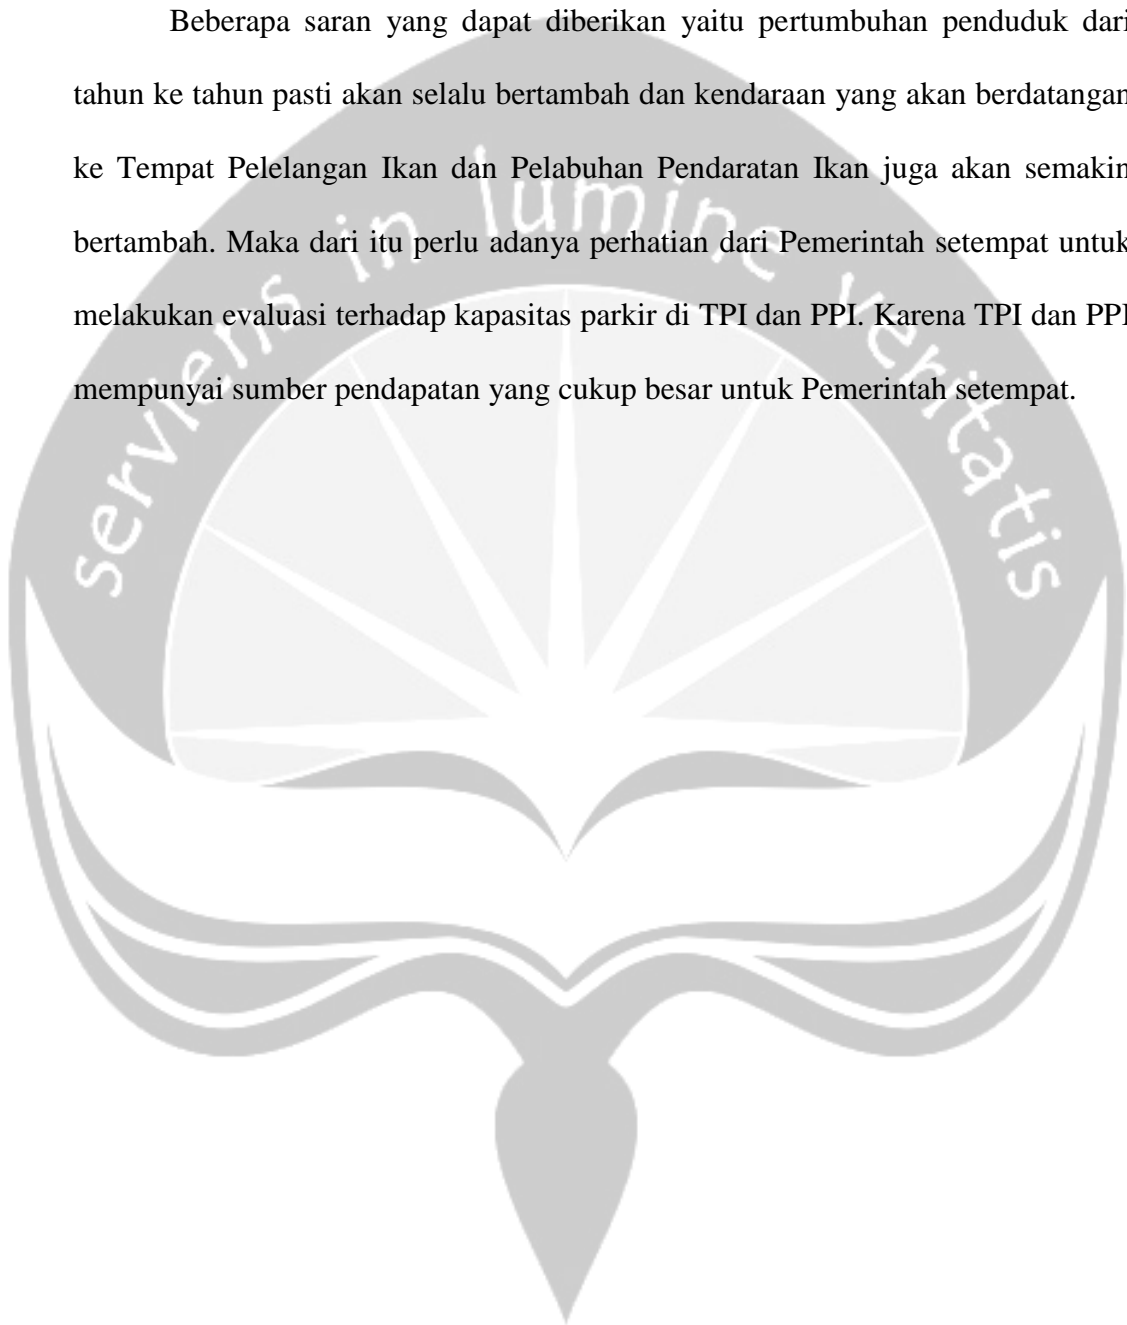 Beberapa saran yang dapat diberikan yaitu pertumbuhan penduduk dari
tahun ke tahun pasti akan selalu bertambah dan kendaraan yang akan berdatangan
ke Tempat Pelelangan Ikan dan Pelabuhan Pendaratan Ikan juga akan semakin
bertambah. Maka dari itu perlu adanya perhatian dari Pemerintah setempat untuk
melakukan evaluasi terhadap kapasitas parkir di TPI dan PPI. Karena TPI dan PPI
mempunyai sumber pendapatan yang cukup besar untuk Pemerintah setempat.
serviens in lumine veritatis